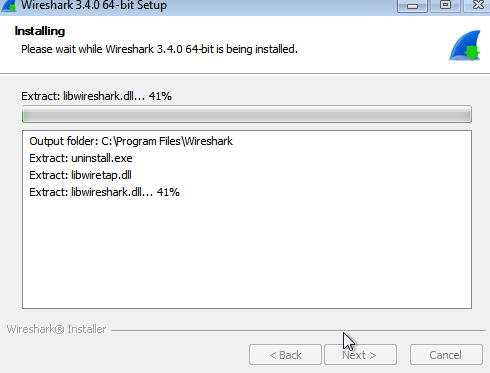 Wireshark 3.4.0 64-bit Setup
Installing
Please wait while Wireshark 3.4.0 64-bit is being installed.
Extract: libwireshark.dll... 41%
Output folder: C:\Program Files\Wireshark
Extract: uninstall.exe
Extract: libwiretap.dll
Extract: libwireshark.dll... 41%
Wireshark® Installer
< Back Next > Cancel